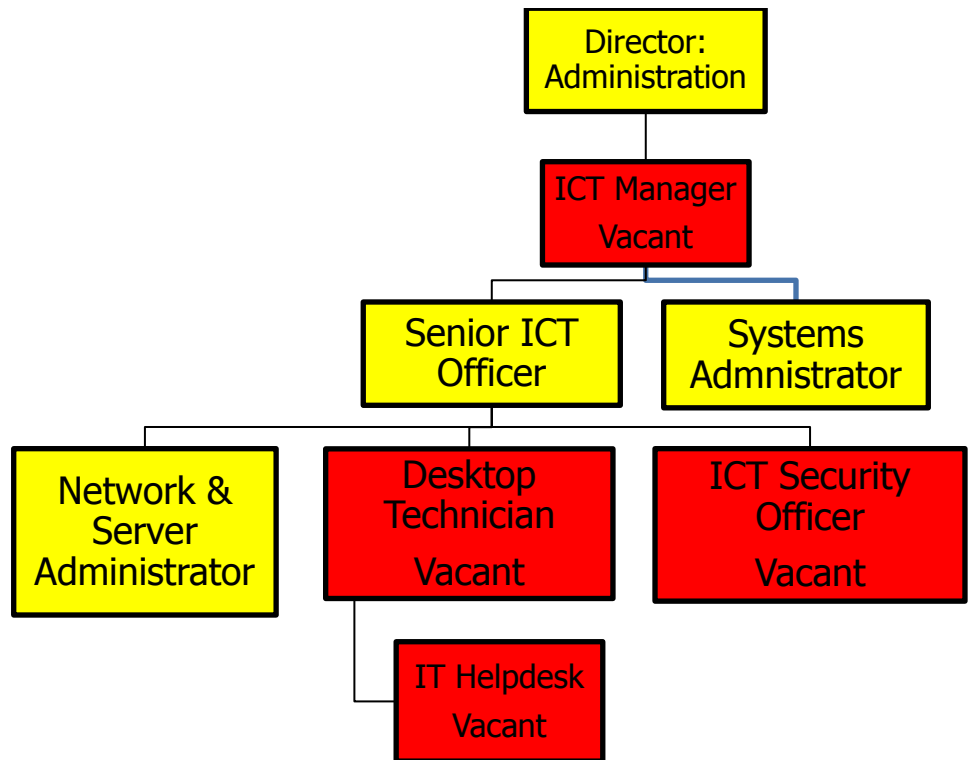 Director:
Administration
ICT Manager
Vacant
Senior ICT
Officer
Systems
Admnistrator
Network &
Server
Administrator
Desktop
Technician
Vacant
ICT Security
Officer
Vacant
IT Helpdesk
Vacant